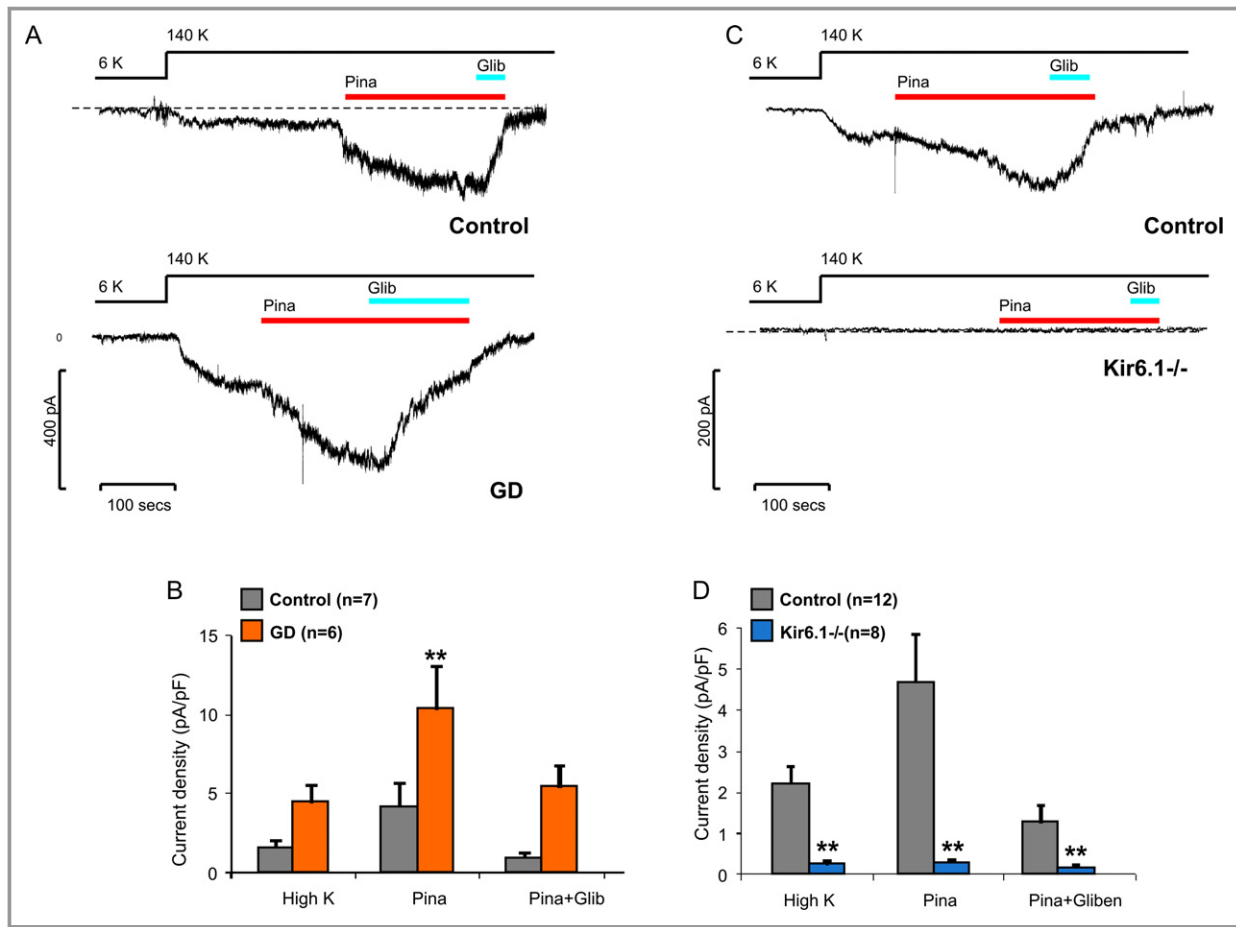 A
140 K
6 K
Glib
Pina
Control
140 K
6 K
Glib
Pina
0
400 pA
GD
100 secs
C
140 K
6 K
Glib
Pina
Control
140 K
6 K
Glib
Pina
Kir6.1-/-
200 pA
100 secs
B
Control (n=7)
GD (n=6)
Current density (pA/pF)
15
10
5
0
**
High K
Pina
Pina+Glib
D
Control (n=12)
Kir6.1-/-(n=8)
Current density (pA/pF)
6
5
4
3
2
1
0
**
**
**
High K
Pina
Pina+Gliben